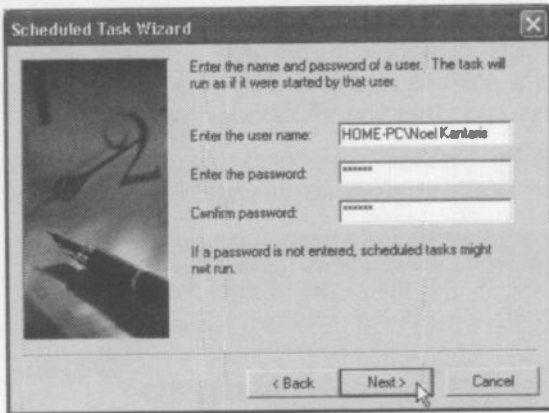 Scheduled Task Wizard
Enter the name and password of a user. The task will
run as if it were started by that user.
Enter the user name: HOME-PC\Noel Kantaris
Enter the password: ******
Confirm password: ******
If a password is not entered, scheduled tasks might
not run.
< Back Next > Cancel